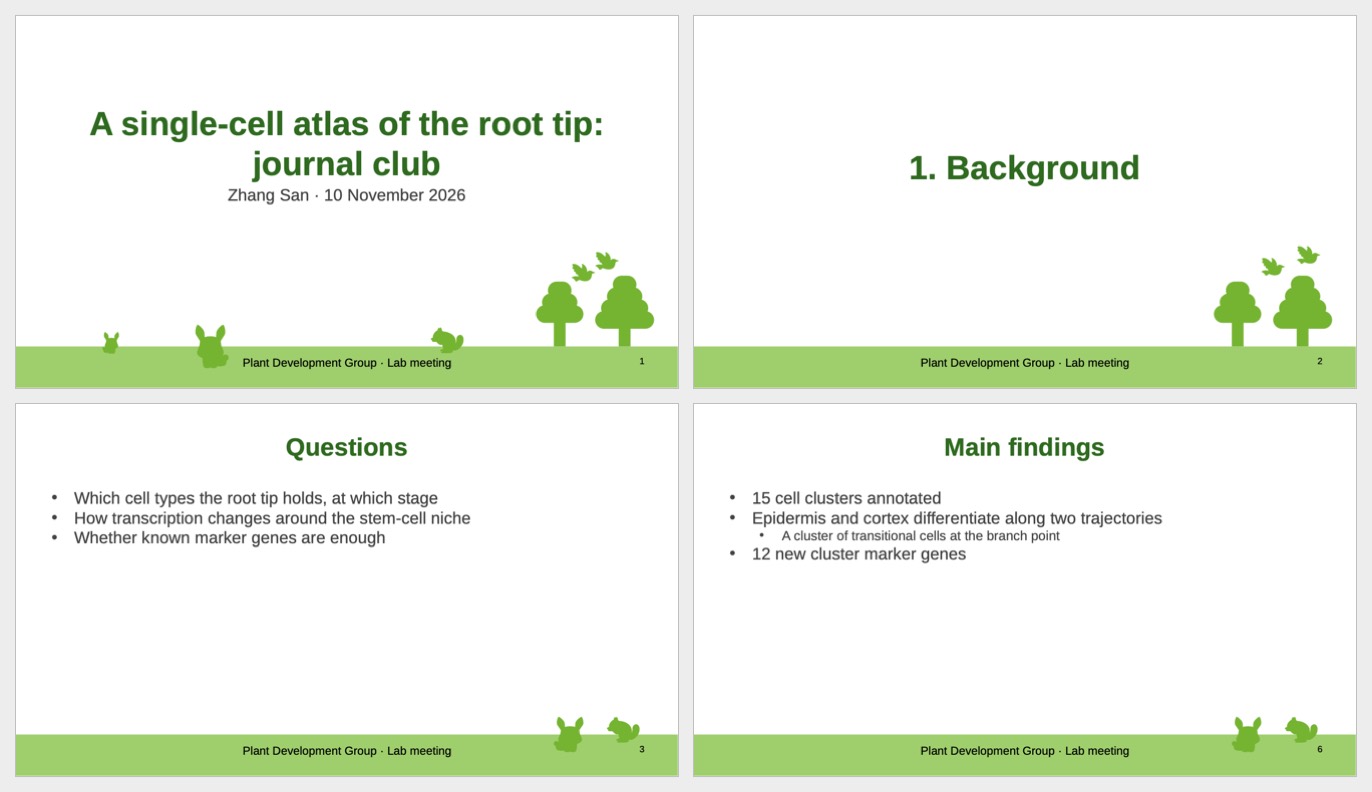 A single-cell atlas of the root tip:
journal club
Zhang San · 10 November 2026
Plant Development Group · Lab meeting
1
1. Background
Plant Development Group · Lab meeting
2
Questions
• Which cell types the root tip holds, at which stage
• How transcription changes around the stem-cell niche
• Whether known marker genes are enough
Plant Development Group · Lab meeting
3
Main findings
• 15 cell clusters annotated
• Epidermis and cortex differentiate along two trajectories
• A cluster of transitional cells at the branch point
• 12 new cluster marker genes
Plant Development Group · Lab meeting
6